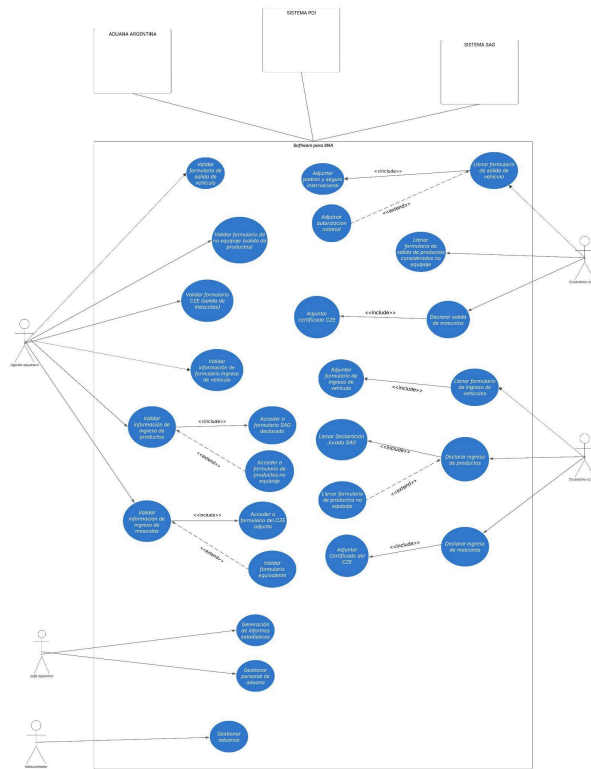 SISTEMA PDI
ADUANA ARGENTINA
SISTEMA SAG
Software para SNA
Validar
formulario de
salida de
vehículo
Adjuntar
padron y seguro
internacional
<<include>>
Llenar formulario
de salida de
vehículo
<<extend>>
autorizacion
notarial
Validar formulario de
no equipaje (salida de
productos)
Llenar
formulario de
salida de productos
considerados no
equipaje
Validar formulario
CZE (salida de
mascotas)
Adjuntar
certificado CZE
<<include>>
Declarar salida
de mascotas
Agente aduanero
Validar
información de
formulario ingreso
de vehículo
Adjuntar
formulario de
ingreso de
vehículo
<<include>>
Llenar formulario
de ingreso de
vehículos
Validar
información de
ingreso de
productos
<<include>>
Acceder a
formulario SAG
declarado
<<extend>>
Acceder a
formulario de
productos no
equipaje
Llenar Declaración
Jurada SAG
<<include>>
Declarar ingreso
de productos
Llenar formulario
de productos no
equipaje
<<extend>>
Validar
información de
ingreso de
mascotas
<<include>>
Acceder a
formulario del CZE
adjunto
<<extend>>
Validar
formulario
equivalente
Adjuntar
Certificado del
CZE
<<include>>
Declarar ingreso
de mascotas
Generación
de informes
estadísticos
Gestionar
personal de
aduana
Jefe operativo
Gestionar
aduanas
Administrador